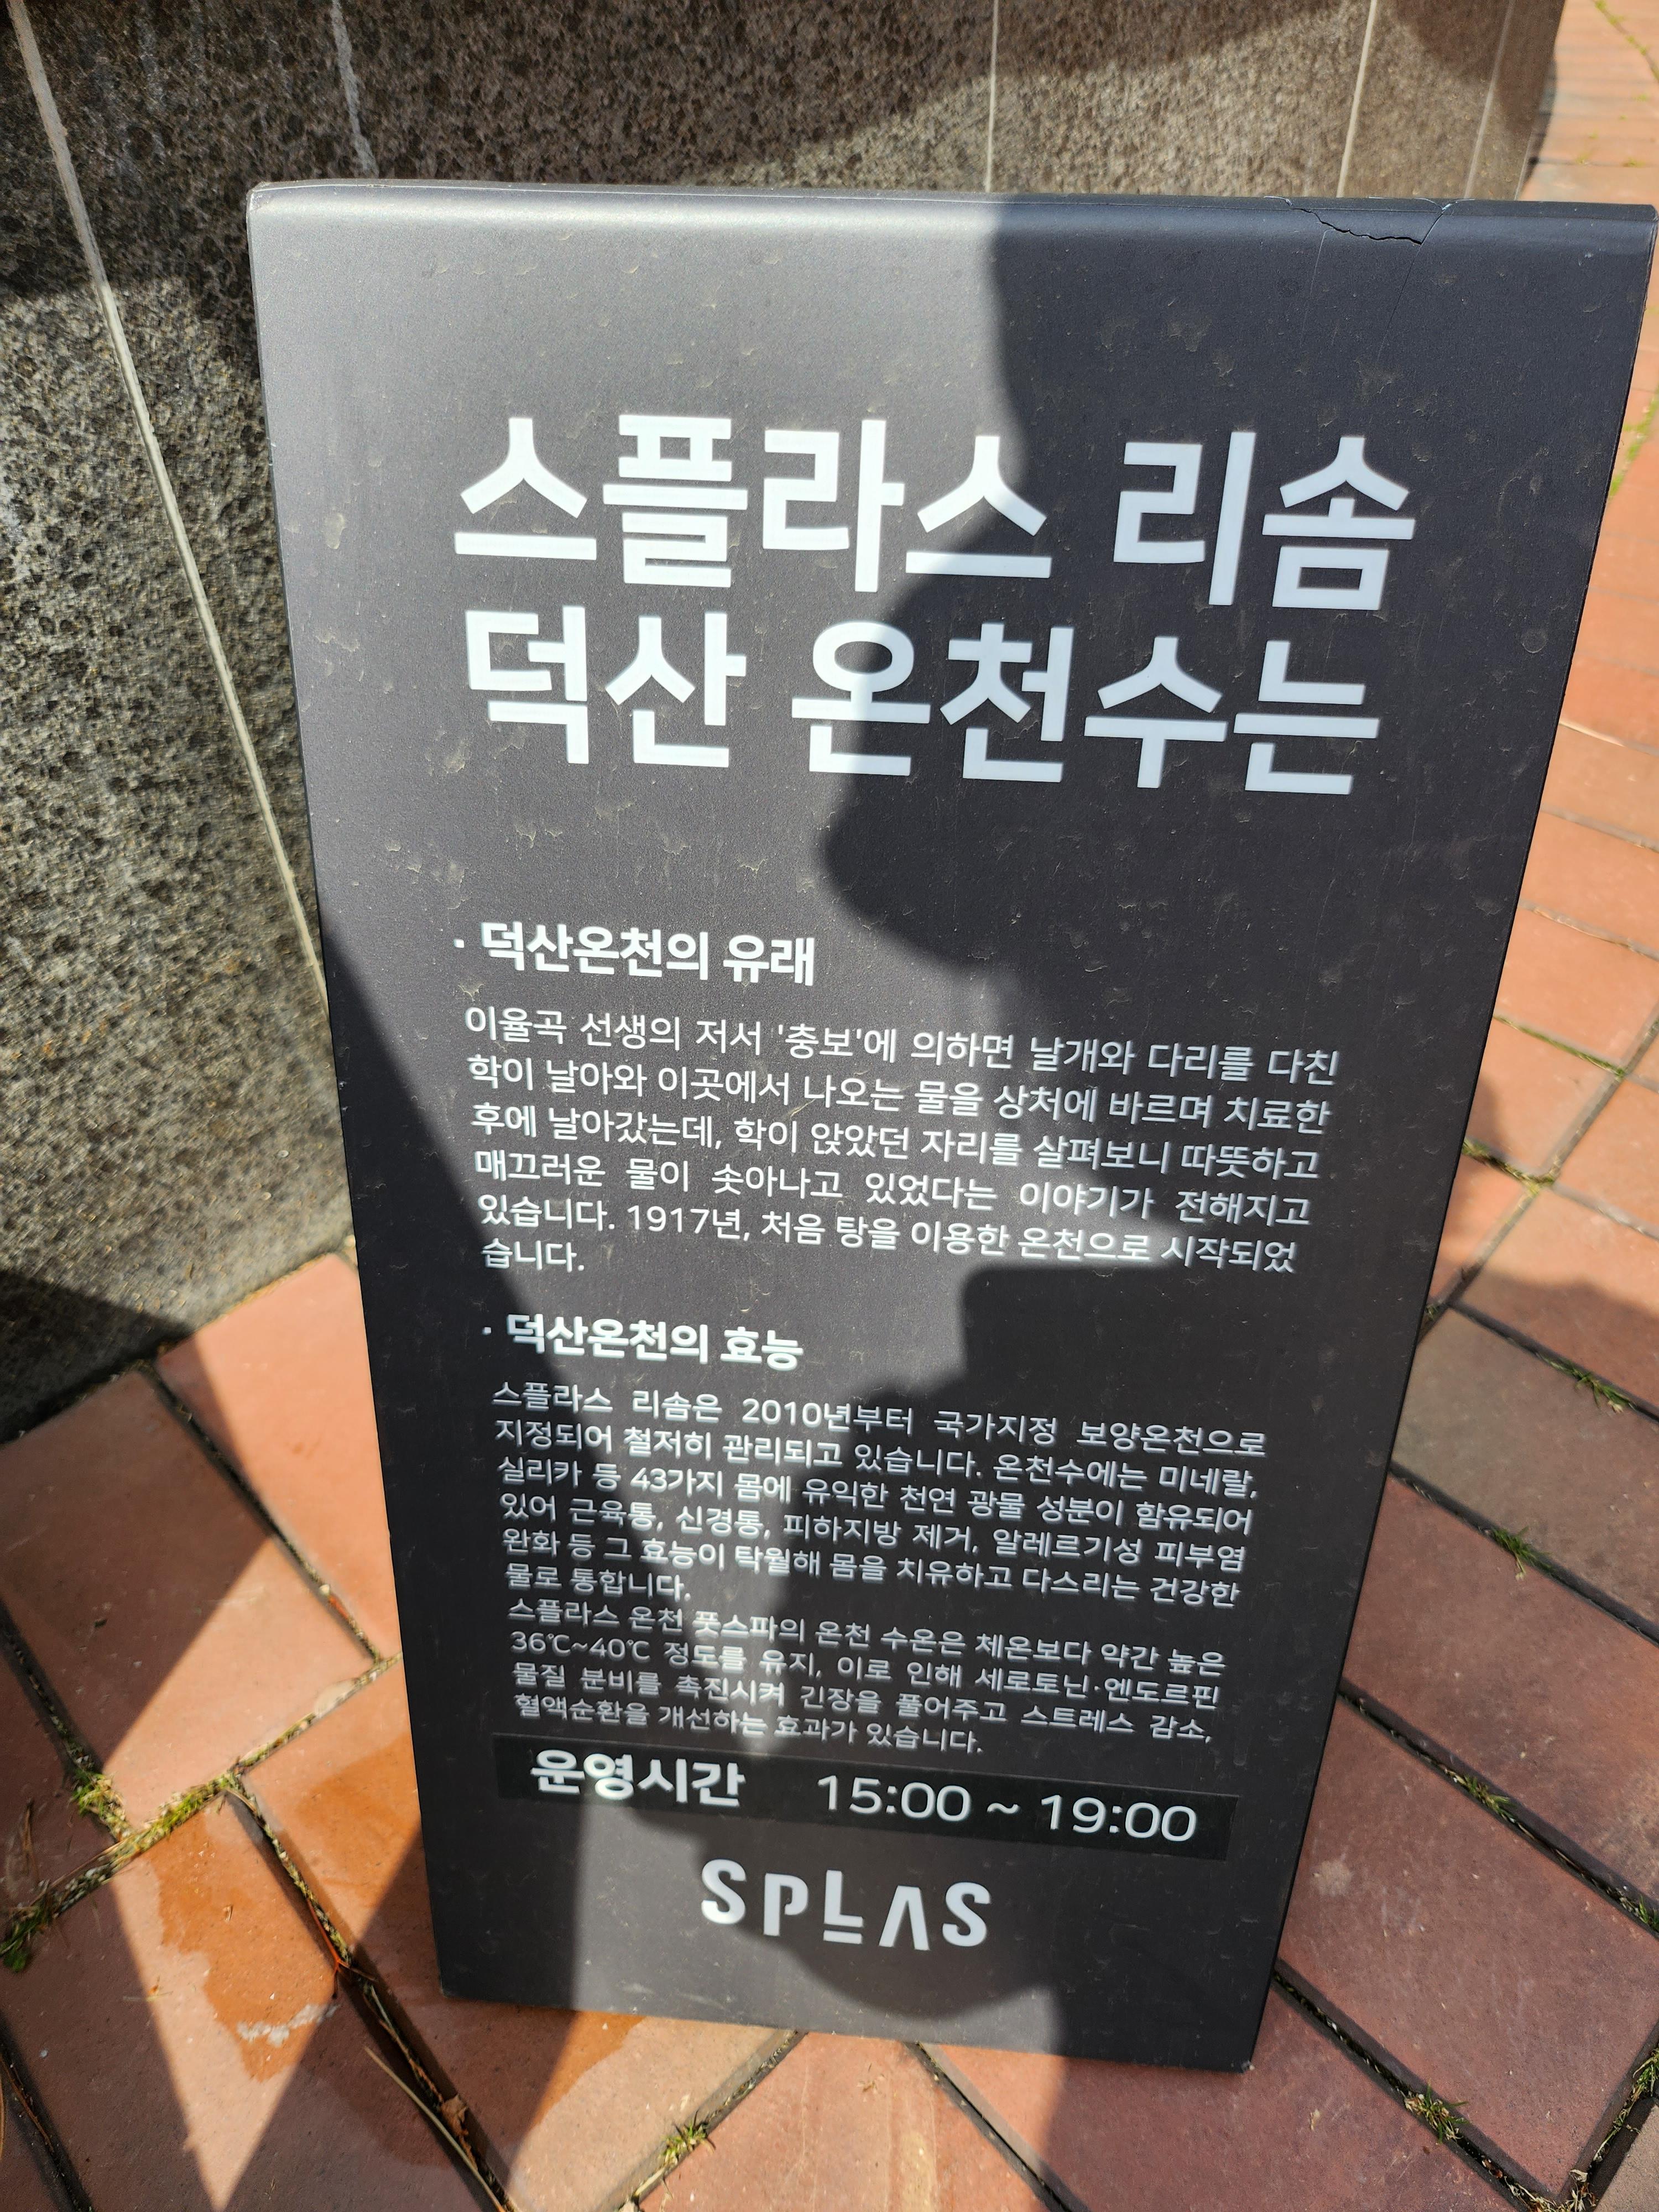 스플라스 리솜
덕산 온천수는
· 덕산온천의 유래
이율곡 선생의 저서 '충보'에 의하면 날개와 다리를 다친
학이 날아와 이곳에서 나오는 물을 상처에 바르며 치료한
후에 날아갔는데, 학이 앉았던 자리를 살펴보니 따뜻하고
매끄러운 물이 솟아나고 있었다는 이야기가 전해지고
있습니다. 1917년, 처음 탕을 이용한 온천으로 시작되었
습니다.
· 덕산온천의 효능
스플라스 리솜은 2010년부터 국가지정 보양온천으로
지정되어 철저히 관리되고 있습니다. 온천수에는 미네랄,
실리카 등 43가지 몸에 유익한 천연 광물 성분이 함유되어
있어 근육통, 신경통, 피하지방 제거, 알레르기성 피부염
완화 등 그 효능이 탁월해 몸을 치유하고 다스리는 건강한
물로 통합니다.
스플라스 온천 풋스파의 온천 수온은 체온보다 약간 높은
36℃~40℃ 정도를 유지, 이로 인해 세로토닌·엔도르핀
물질 분비를 촉진시켜 긴장을 풀어주고 스트레스 감소,
혈액순환을 개선하는 효과가 있습니다.
운영시간 15:00 ~ 19:00
SPLAS